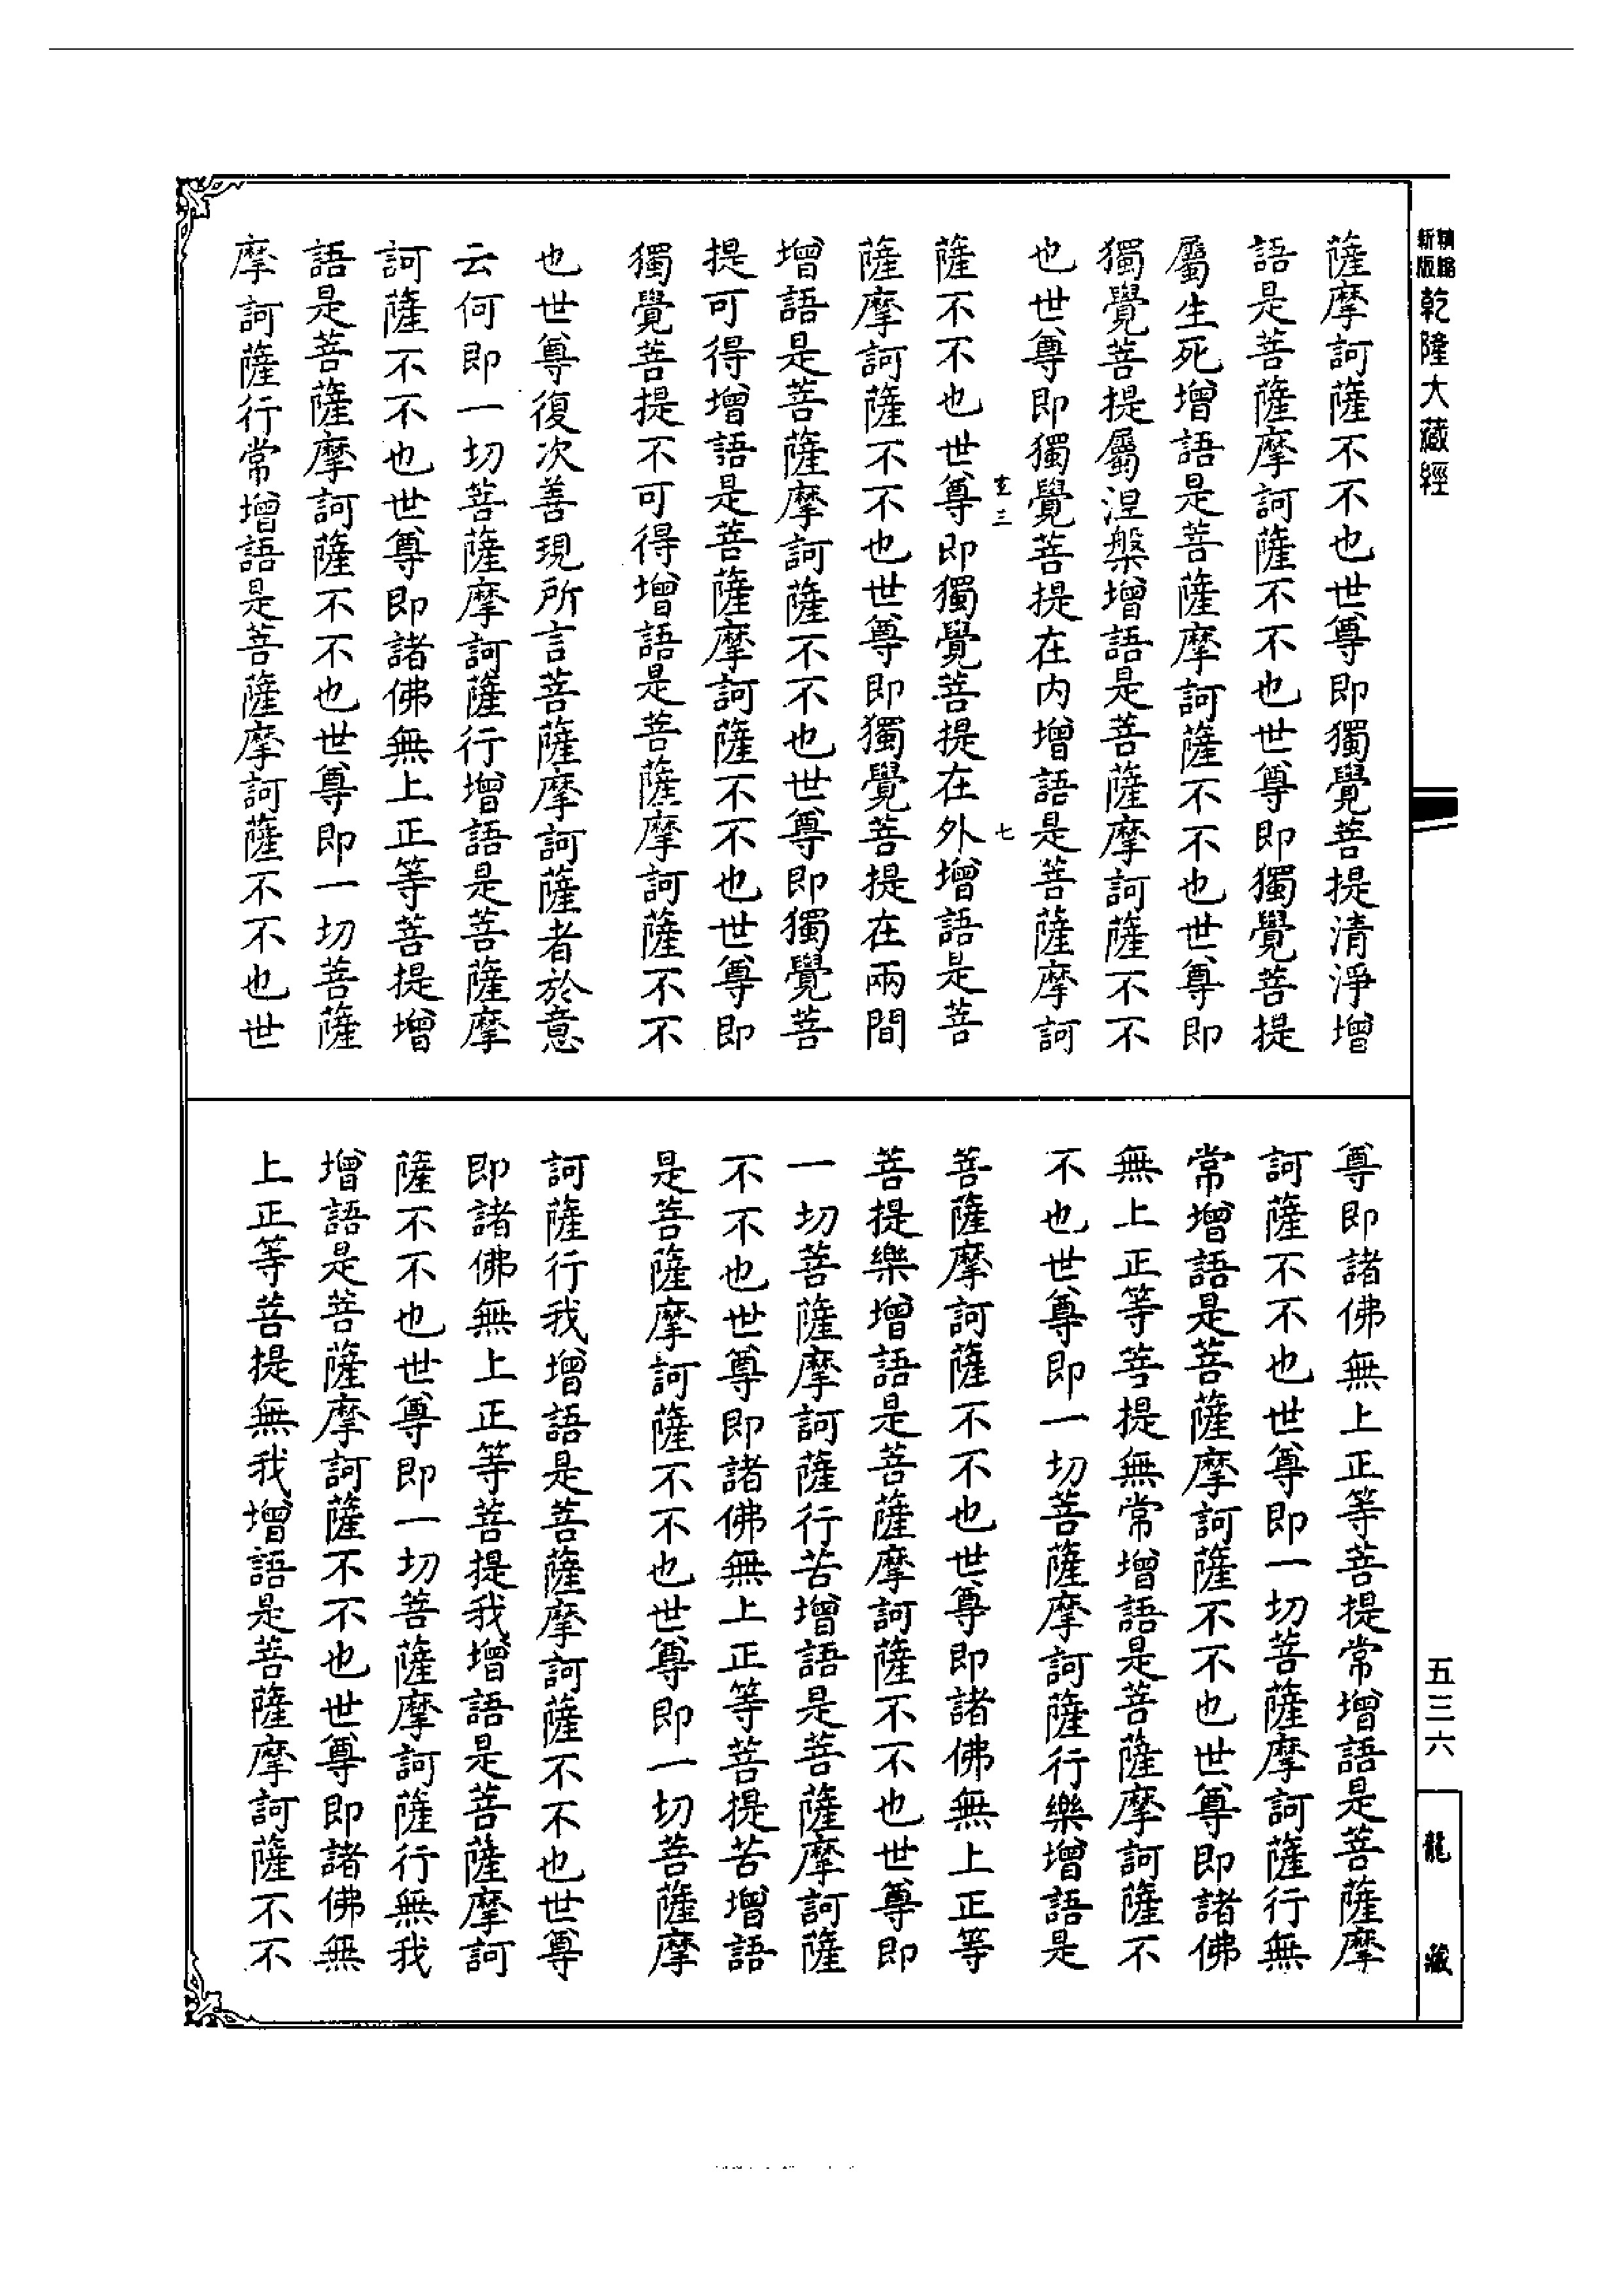 新版精縮乾隆大藏經
薩摩訶薩不不也世尊即獨覺菩提清淨增
語是菩薩摩訶薩不不也世尊即獨覺菩提
屬生死增語是菩薩摩訶薩不不也世尊即
獨覺菩提屬涅槃增語是菩薩摩訶薩不不
也世尊即獨覺菩提在內增語是菩薩摩訶
玄三 七
薩不不也世尊即獨覺菩提在外增語是菩
薩摩訶薩不不也世尊即獨覺菩提在兩間
增語是菩薩摩訶薩不不也世尊即獨覺菩
提可得增語是菩薩摩訶薩不不也世尊即
獨覺菩提不可得增語是菩薩摩訶薩不不
也世尊復次善現所言菩薩摩訶薩者於意
云何即一切菩薩摩訶薩行增語是菩薩摩
訶薩不不也世尊即諸佛無上正等菩提增
語是菩薩摩訶薩不不也世尊即一切菩薩
摩訶薩行常增語是菩薩摩訶薩不不也世
尊即諸佛無上正等菩提常增語是菩薩摩
訶薩不不也世尊即一切菩薩摩訶薩行無
常增語是菩薩摩訶薩不不也世尊即諸佛
無上正等菩提無常增語是菩薩摩訶薩不
不也世尊即一切菩薩摩訶薩行樂增語是
菩薩摩訶薩不不也世尊即諸佛無上正等
菩提樂增語是菩薩摩訶薩不不也世尊即
一切菩薩摩訶薩行苦增語是菩薩摩訶薩
不不也世尊即諸佛無上正等菩提苦增語
是菩薩摩訶薩不不也世尊即一切菩薩摩
訶薩行我增語是菩薩摩訶薩不不也世尊
即諸佛無上正等菩提我增語是菩薩摩訶
薩不不也世尊即一切菩薩摩訶薩行無我
增語是菩薩摩訶薩不不也世尊即諸佛無
上正等菩提無我增語是菩薩摩訶薩不不
五三六
龍藏